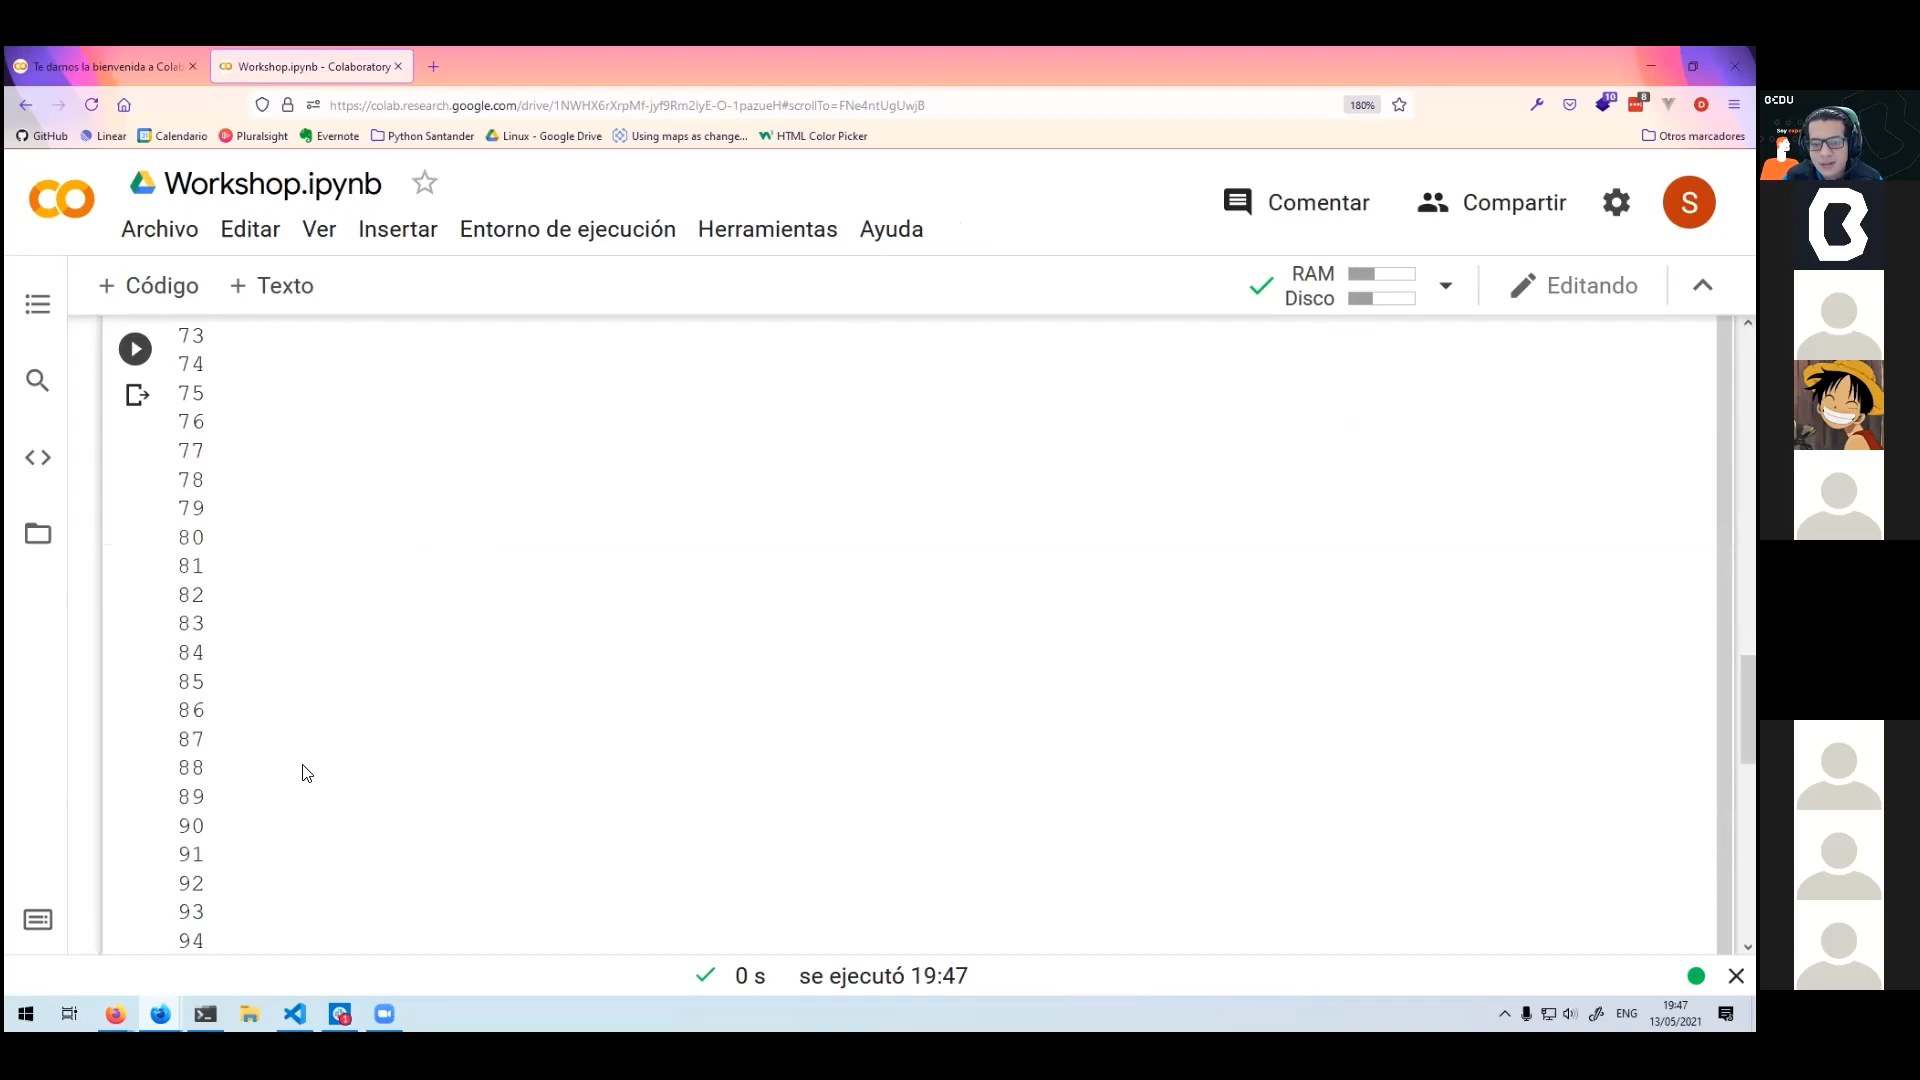 Te damos la bienvenida a Colab
Workshop.ipynb - Colaboratory
https://colab.research.google.com/drive/1NWHX6rXrpMf-jyf9Rm2lyE-O-1pazueH#scrollTo=FNe4ntUgUwjB
180%
10
8
D
GitHub
Linear
Calendario
Pluralsight
Evernote
Python Santander
Linux - Google Drive
Using maps as change...
HTML Color Picker
Otros marcadores
Workshop.ipynb
Comentar
Compartir
S
Archivo
Editar
Ver
Insertar
Entorno de ejecución
Herramientas
Ayuda
+ Código
+ Texto
RAM
Disco
Editando
73
74
75
76
77
78
79
80
81
82
83
84
85
86
87
88
89
90
91
92
93
94
0 s
se ejecutó 19:47
ENG
19:47
13/05/2021